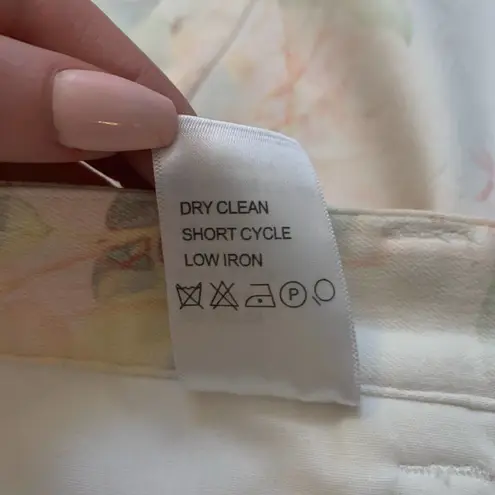 DRY CLEAN
SHORT CYCLE
LOW IRON
P